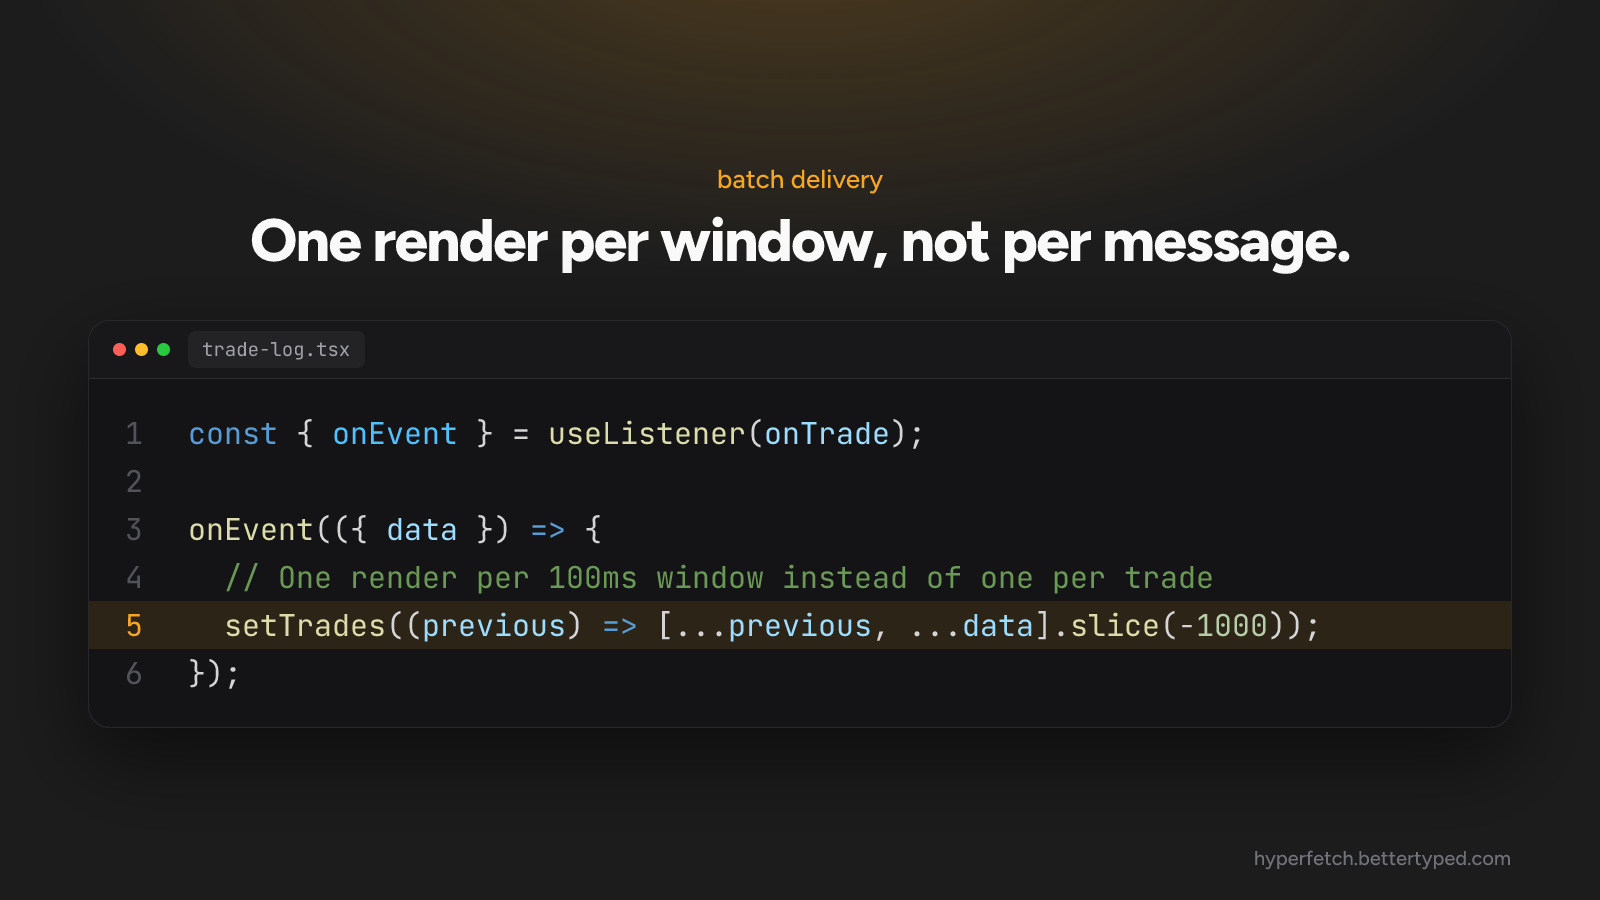 batch delivery
One render per window, not per message.
trade-log.tsx
1 const { onEvent } = useListener(onTrade);
2
3 onEvent(({ data }) => {
4   // One render per 100ms window instead of one per trade
5   setTrades((previous) => [...previous, ...data].slice(-1000));
6 });
hyperfetch.bettertyped.com